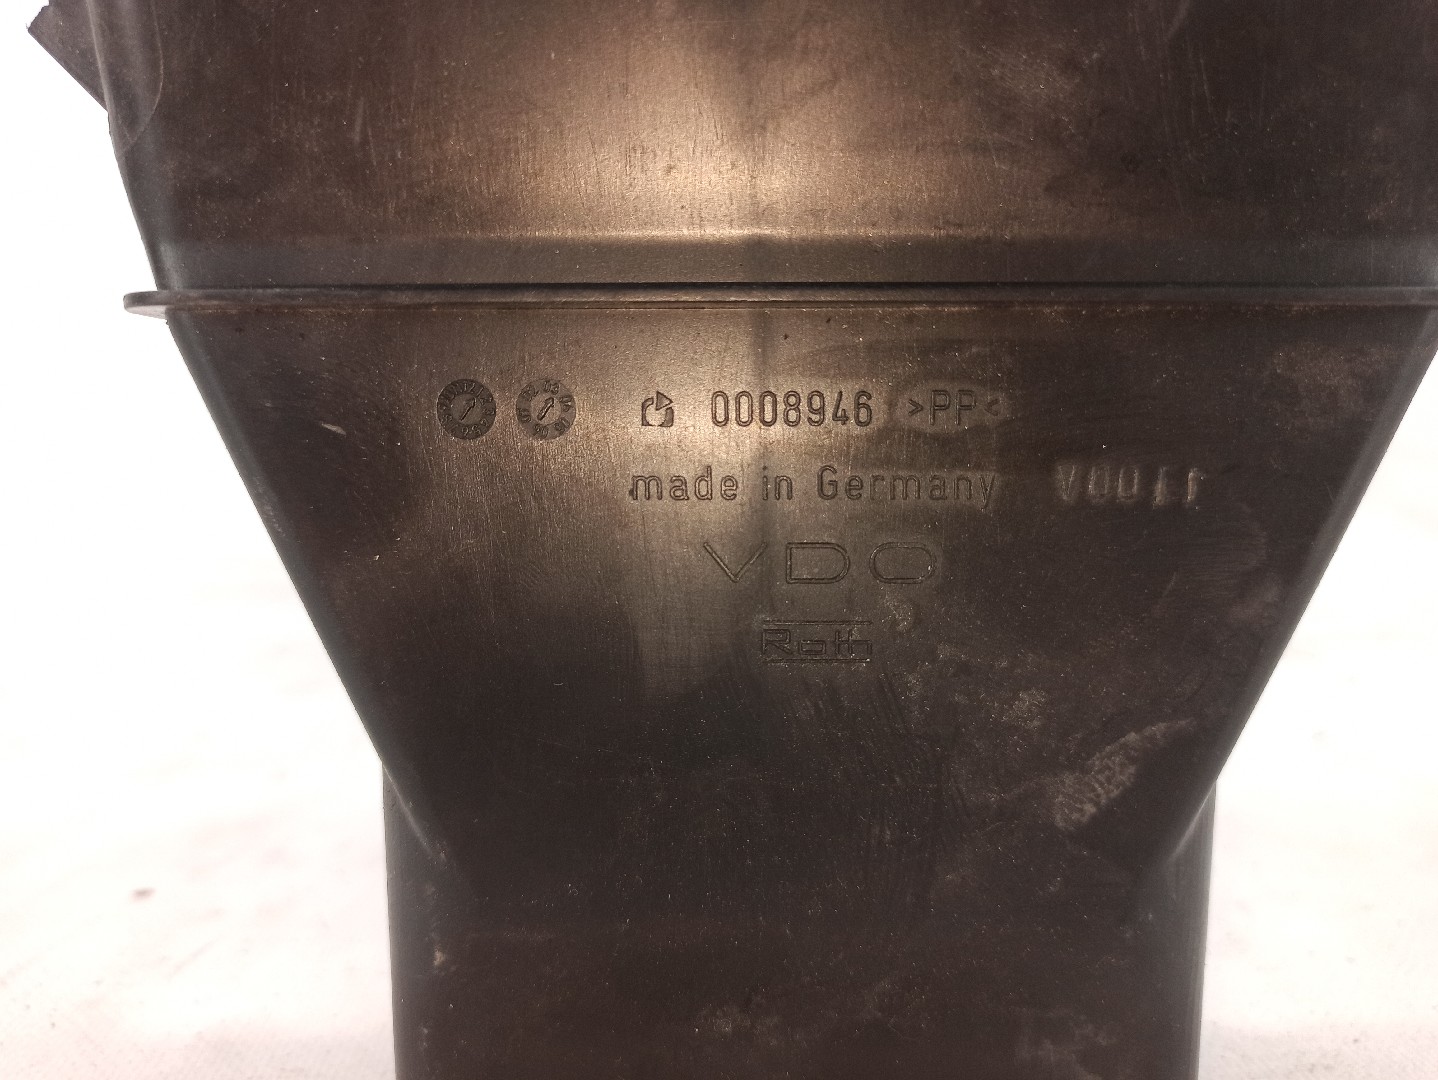 0008946 >PP<
made in Germany
VDO
Roth